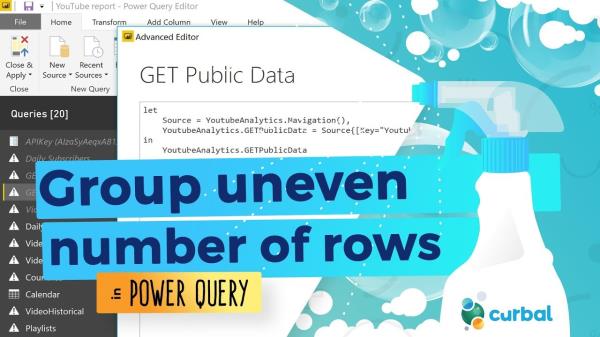 YouTube report - Power Query Editor
File Home Transform Add Column View
Advanced Editor
Close & Apply
New Source
Recent Sources
Close
New Query
GET Public Data
Queries [20]
let
Source = YoutubeAnalytics.Navigation(),
YoutubeAnalytics.GETPublicData = Source{[Key="Youtu
in
YoutubeAnalytics.GETPublicData
Daily Subscribers
Group uneven
number of rows
in POWER QUERY
Calendar
VideoHistorical
Playlists
curbal